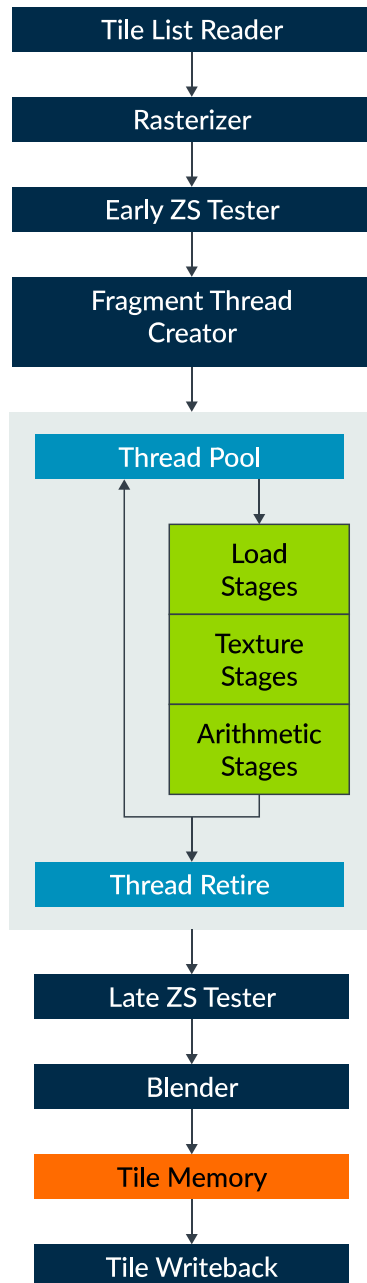 Tile List Reader
Rasterizer
Early ZS Tester
Fragment Thread
Creator
Thread Pool
Load
Stages
Texture
Stages
Arithmetic
Stages
Thread Retire
Late ZS Tester
Blender
Tile Memory
Tile Writeback